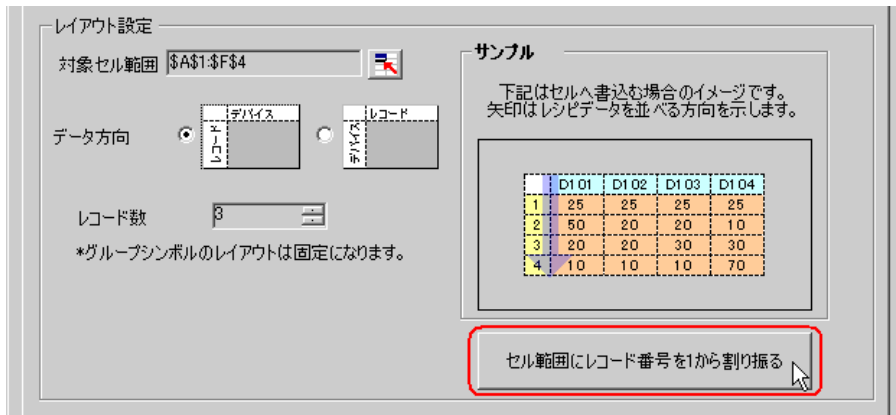 レイアウト設定
対象セル範囲 $A$1:$F$4
データ方向
デバイス
レコード
レコード
デバイス
レコード数 3
*グループシンボルのレイアウトは固定になります。
サンプル
下記はセルへ書込む場合のイメージです。
矢印はレシピデータを並べる方向を示します。
D101 D102 D103 D104
1 25 25 25 25
2 50 20 20 10
3 20 20 30 30
4 10 10 10 70
セル範囲にレコード番号を1から割り振る